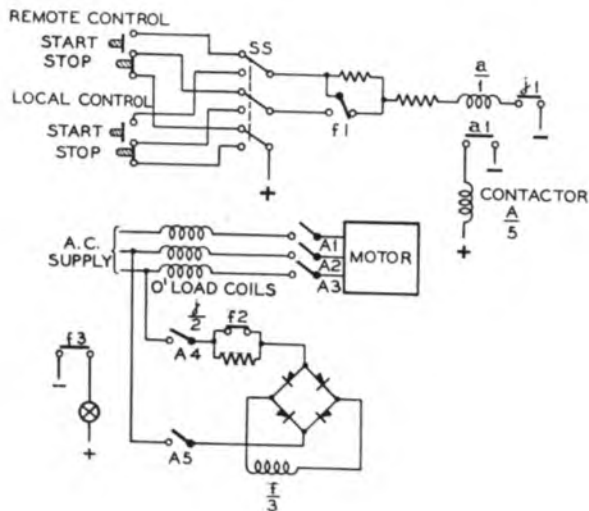 REMOTE CONTROL
START
STOP
SS
LOCAL CONTROL
START
STOP
f1
a
1
j1
a1
CONTACTOR
A
5
A.C.
SUPPLY
O' LOAD COILS
j
2
A1
A2
A3
MOTOR
f3
A4
f2
A5
f
3